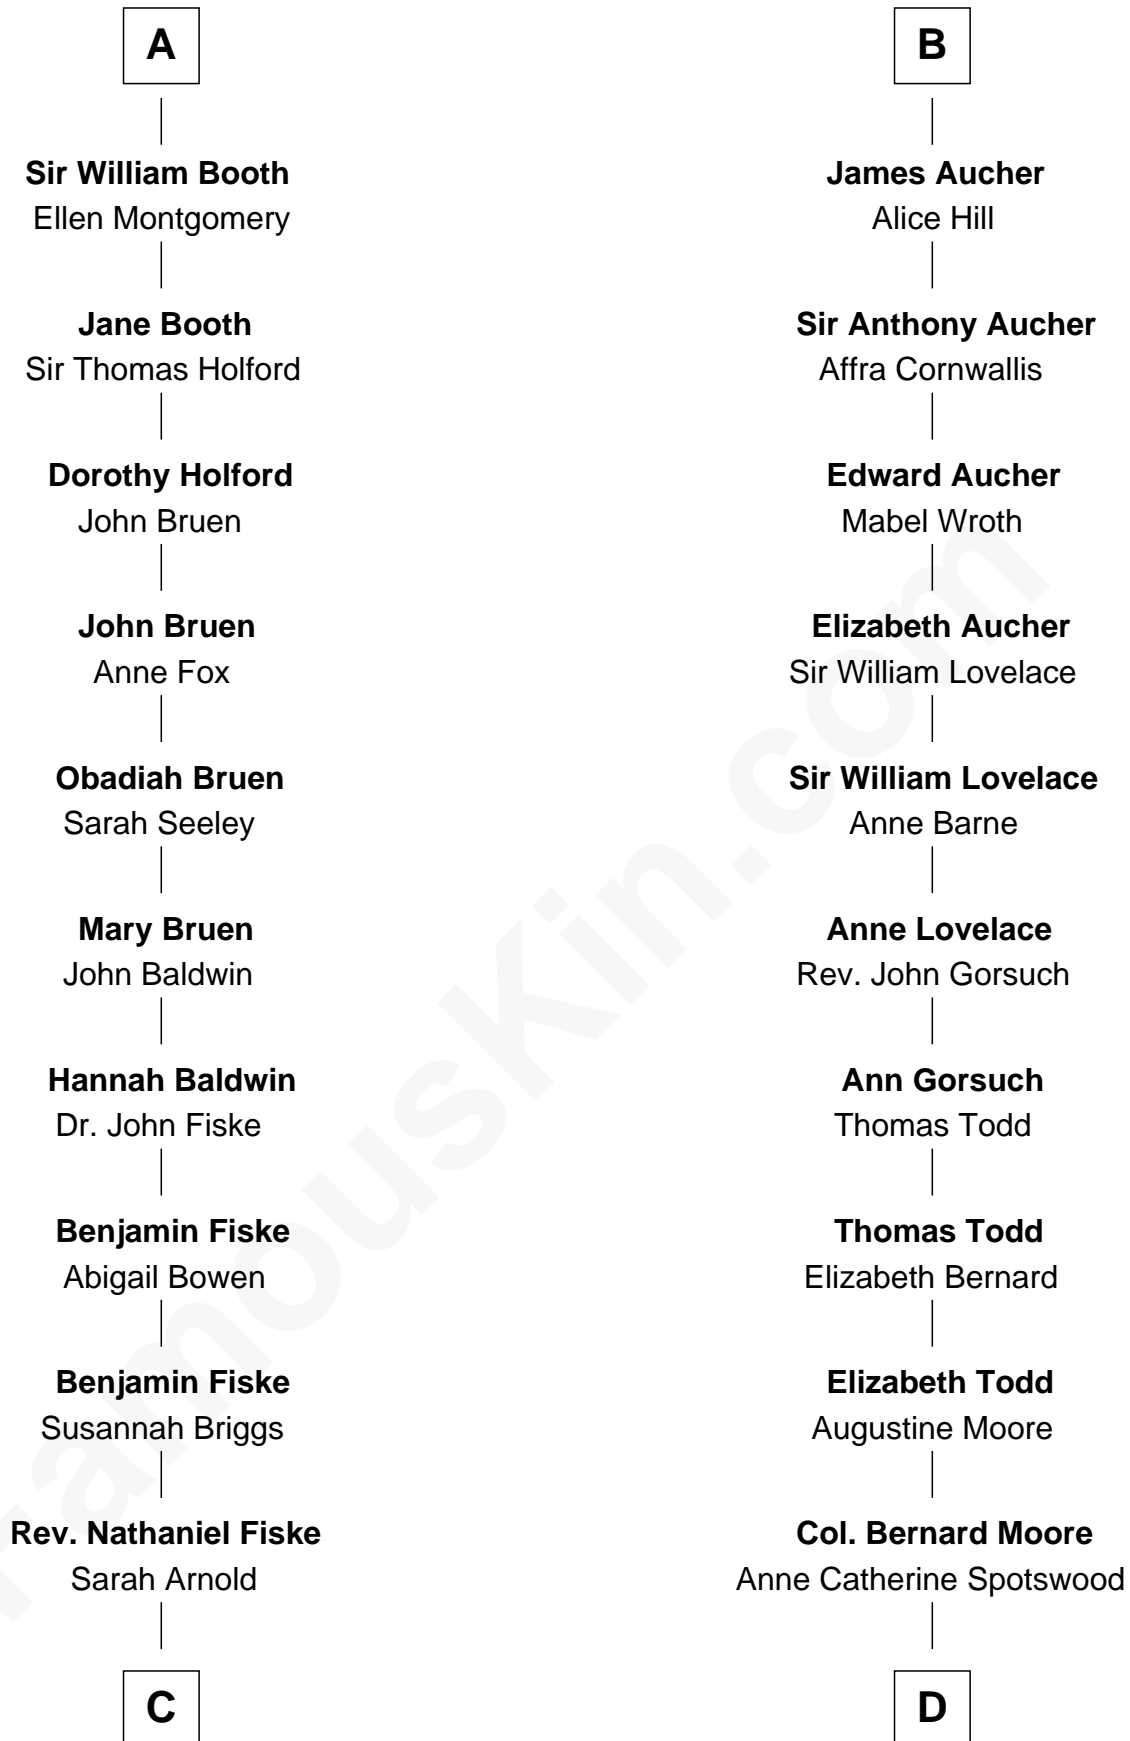 A
Sir William Booth
Ellen Montgomery
Jane Booth
Sir Thomas Holford
Dorothy Holford
John Bruen
John Bruen
Anne Fox
Obadiah Bruen
Sarah Seeley
Mary Bruen
John Baldwin
Hannah Baldwin
Dr. John Fiske
Benjamin Fiske
Abigail Bowen
Benjamin Fiske
Susannah Briggs
Rev. Nathaniel Fiske
Sarah Arnold
C
B
James Aucher
Alice Hill
Sir Anthony Aucher
Affra Cornwallis
Edward Aucher
Mabel Wroth
Elizabeth Aucher
Sir William Lovelace
Sir William Lovelace
Anne Barne
Anne Lovelace
Rev. John Gorsuch
Ann Gorsuch
Thomas Todd
Thomas Todd
Elizabeth Bernard
Elizabeth Todd
Augustine Moore
Col. Bernard Moore
Anne Catherine Spotswood
D
FamousKin.com